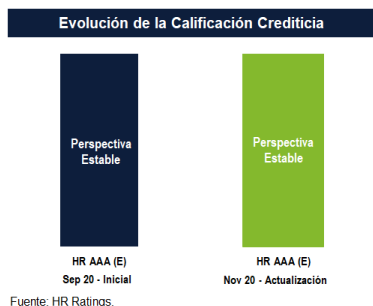 Evolución de la Calificación Crediticia
Perspectiva
Estable
Perspectiva
Estable
HR AAA (E)
Sep 20 - Inicial
HR AAA (E)
Nov 20 - Actualización
Fuente: HR Ratings.